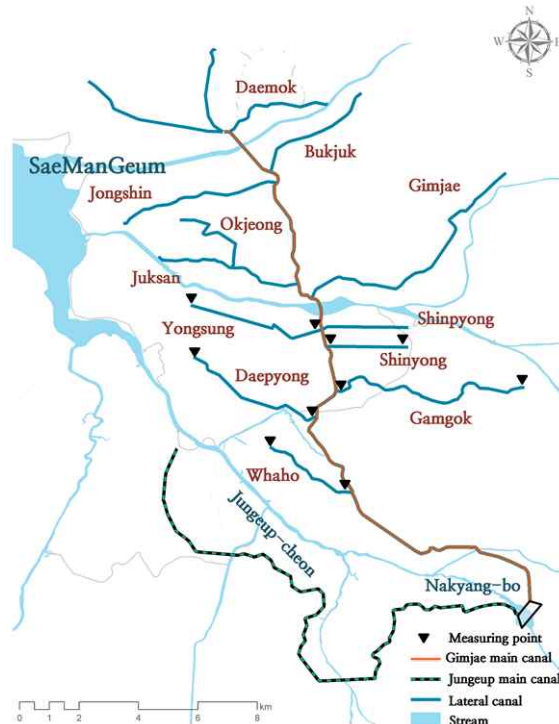 N
W E
S
Daemok
Bukjuk
SaeManGeum
Jongshin
Gimjae
Okjeong
Juksan
Yongsung
Shinpyong
Shinyong
Daepyong
Gamgok
Whaho
Jungeup-cheon
Nakyang-bo
Measuring point
Gimjae main canal
Jungeup main canal
Lateral canal
Stream
0 1 2 4 6 8 km